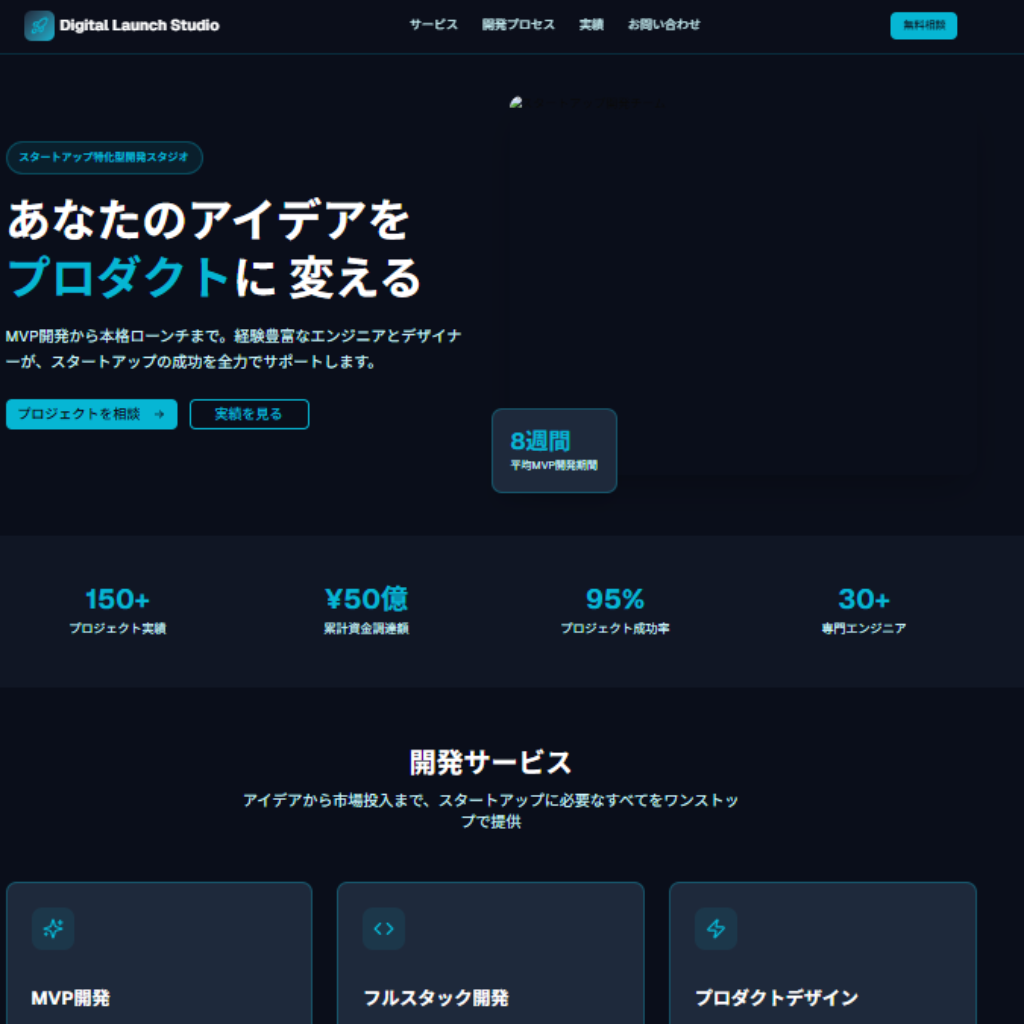 Digital Launch Studio
サービス
開発プロセス
実績
お問い合わせ
無料相談
スタートアップ特化型開発スタジオ
あなたのアイデアを
プロダクトに 変える
MVP開発から本格ローンチまで。経験豊富なエンジニアとデザイナ
ーが、スタートアップの成功を全力でサポートします。
プロジェクトを相談 →
実績を見る
8週間
平均MVP開発期間
150+
プロジェクト実績
¥50億
累計資金調達額
95%
プロジェクト成功率
30+
専門エンジニア
開発サービス
アイデアから市場投入まで、スタートアップに必要なすべてをワンストッ
プで提供
MVP開発
フルスタック開発
プロダクトデザイン